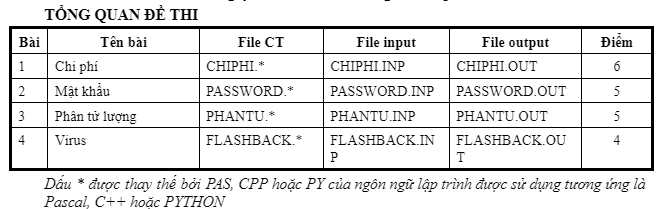 TỔNG QUAN ĐỀ THI
Bài Tên bài File CT File input File output Điểm
1 Chi phí CHIPHI.* CHIPHI.INP CHIPHI.OUT 6
2 Mật khẩu PASSWORD.* PASSWORD.INP PASSWORD.OUT 5
3 Phân tử lượng PHANTU.* PHANTU.INP PHANTU.OUT 5
4 Virus FLASHBACK.* FLASHBACK.IN FLASHBACK.OU 4
P T
Dấu * được thay thế bởi PAS, CPP hoặc PY của ngôn ngữ lập trình được sử dụng tương ứng là
Pascal, C++ hoặc PYTHON